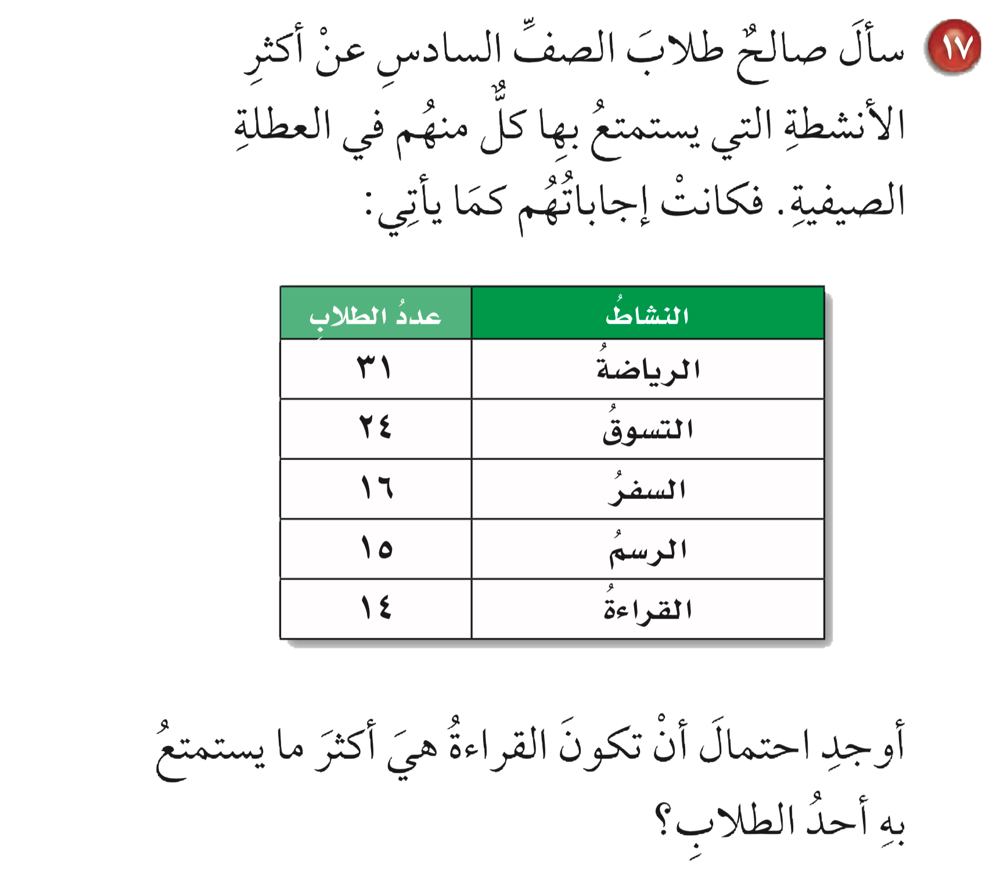 ١٧ سألَ صالحٌ طلابَ الصفِّ السادسِ عنْ أكثرِ
الأنشطةِ التي يستمتعُ بهِا كلٌّ منهُم في العطلةِ
الصيفيةِ. فكانتْ إجاباتُهُم كمَا يأتِي:
النشاطُ عددُ الطلابِ
الرياضةُ ٣١
التسوقُ ٢٤
السفرُ ١٦
الرسمُ ١٥
القراءةُ ١٤
أوجدِ احتمالَ أنْ تكونَ القراءةُ هيَ أكثرَ ما يستمتعُ
بهِ أحدُ الطلابِ؟